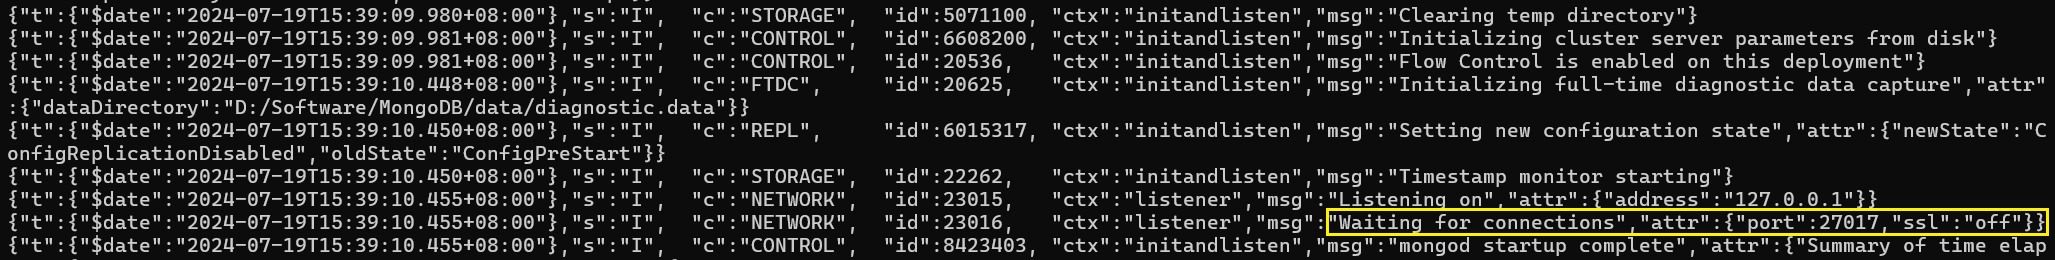 {"t":{"$date":"2024-07-19T15:39:09.980+08:00"},"s":"I",  "c":"STORAGE",  "id":5071100, "ctx":"initandlisten","msg":"Clearing temp directory"}
{"t":{"$date":"2024-07-19T15:39:09.981+08:00"},"s":"I",  "c":"CONTROL",  "id":6608200, "ctx":"initandlisten","msg":"Initializing cluster server parameters from disk"}
{"t":{"$date":"2024-07-19T15:39:09.981+08:00"},"s":"I",  "c":"CONTROL",  "id":20536,   "ctx":"initandlisten","msg":"Flow Control is enabled on this deployment"}
{"t":{"$date":"2024-07-19T15:39:10.448+08:00"},"s":"I",  "c":"FTDC",     "id":20625,   "ctx":"initandlisten","msg":"Initializing full-time diagnostic data capture","attr"
:{"dataDirectory":"D:/Software/MongoDB/data/diagnostic.data"}}
{"t":{"$date":"2024-07-19T15:39:10.450+08:00"},"s":"I",  "c":"REPL",     "id":6015317, "ctx":"initandlisten","msg":"Setting new configuration state","attr":{"newState":"C
onfigReplicationDisabled","oldState":"ConfigPreStart"}}
{"t":{"$date":"2024-07-19T15:39:10.450+08:00"},"s":"I",  "c":"STORAGE",  "id":22262,   "ctx":"initandlisten","msg":"Timestamp monitor starting"}
{"t":{"$date":"2024-07-19T15:39:10.455+08:00"},"s":"I",  "c":"NETWORK",  "id":23015,   "ctx":"listener","msg":"Listening on","attr":{"address":"127.0.0.1"}}
{"t":{"$date":"2024-07-19T15:39:10.455+08:00"},"s":"I",  "c":"NETWORK",  "id":23016,   "ctx":"listener","msg":"Waiting for connections","attr":{"port":27017,"ssl":"off"}}
{"t":{"$date":"2024-07-19T15:39:10.455+08:00"},"s":"I",  "c":"CONTROL",  "id":8423403, "ctx":"initandlisten","msg":"mongod startup complete","attr":{"Summary of time elap